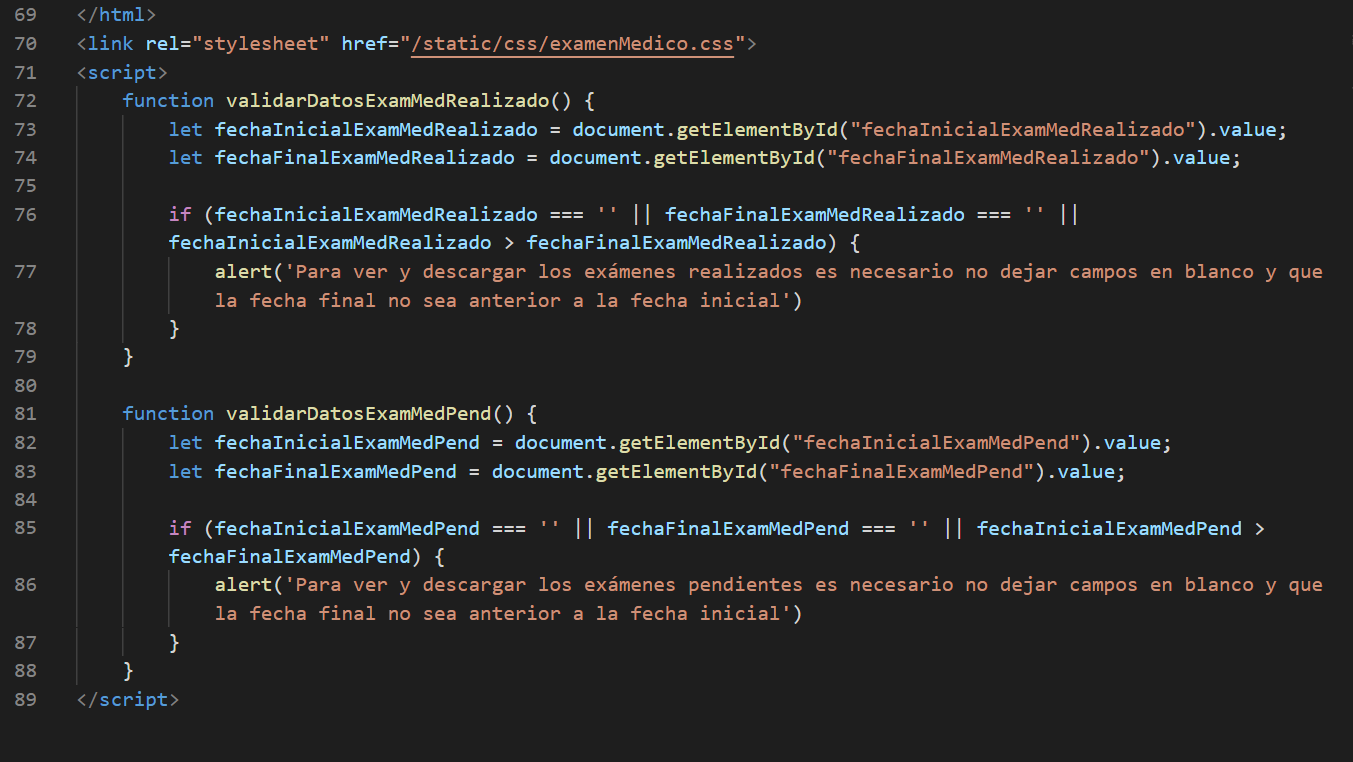 69 </html>
70 <link rel="stylesheet" href="/static/css/examenMedico.css">
71 <script>
72 function validarDatosExamMedRealizado() {
73 let fechaInicialExamMedRealizado = document.getElementById("fechaInicialExamMedRealizado").value;
74 let fechaFinalExamMedRealizado = document.getElementById("fechaFinalExamMedRealizado").value;
75
76 if (fechaInicialExamMedRealizado === '' || fechaFinalExamMedRealizado === '' ||
fechaInicialExamMedRealizado > fechaFinalExamMedRealizado) {
77 alert('Para ver y descargar los exámenes realizados es necesario no dejar campos en blanco y que
la fecha final no sea anterior a la fecha inicial')
78 }
79 }
80
81 function validarDatosExamMedPend() {
82 let fechaInicialExamMedPend = document.getElementById("fechaInicialExamMedPend").value;
83 let fechaFinalExamMedPend = document.getElementById("fechaFinalExamMedPend").value;
84
85 if (fechaInicialExamMedPend === '' || fechaFinalExamMedPend === '' || fechaInicialExamMedPend >
fechaFinalExamMedPend) {
86 alert('Para ver y descargar los exámenes pendientes es necesario no dejar campos en blanco y que
la fecha final no sea anterior a la fecha inicial')
87 }
88 }
89 </script>